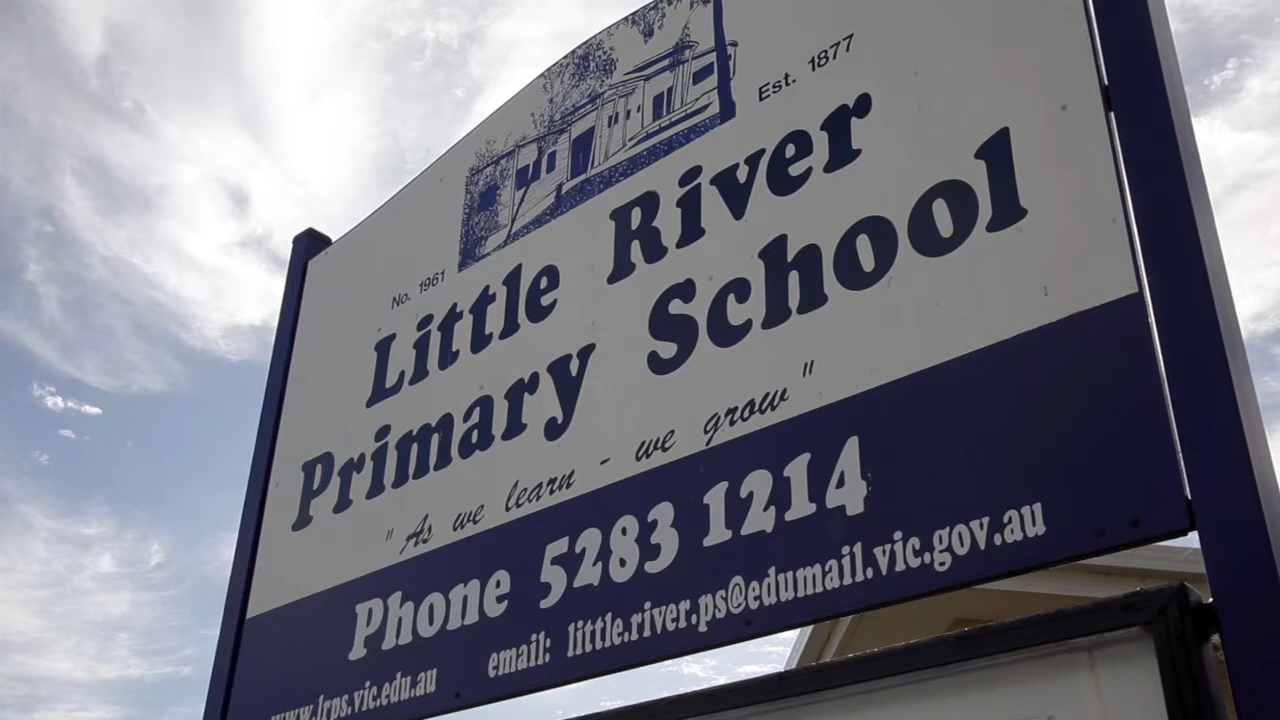 Est. 1877
No. 1961
Little River
Primary School
" As we learn - we grow "
Phone 5283 1214
www.lrps.vic.edu.au email: little.river.ps@edumail.vic.gov.au